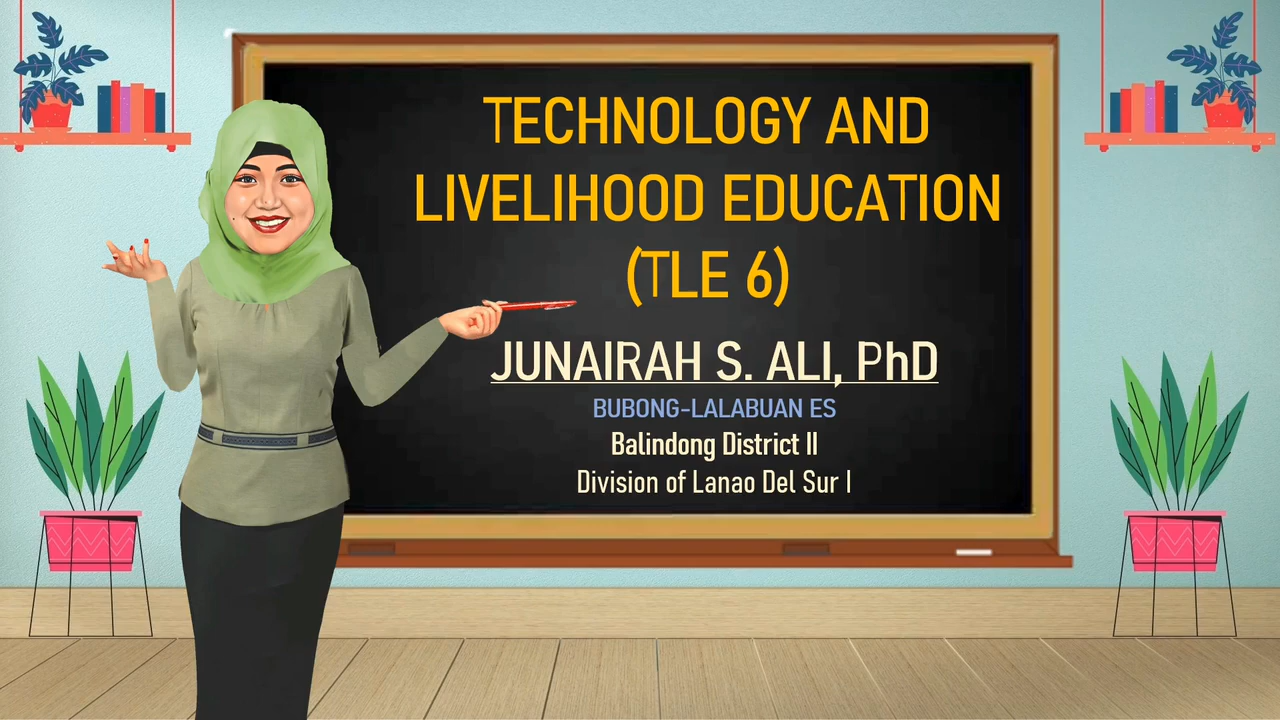 TECHNOLOGY AND
LIVELIHOOD EDUCATION
(TLE 6)
JUNAIRAH S. ALI, PhD
BUBONG-LALABUAN ES
Balindong District II
Division of Lanao Del Sur I